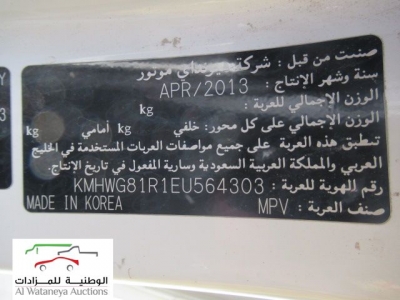 صنعت من قبل : شركة هيونداي موتور
سنة وشهر الإنتاج : APR/2013
الوزن الإجمالي للعربة : kg
الوزن الإجمالي على كل محور: خلفي kg أمامي kg
تنطبق هذه العربة على جميع مواصفات العربات المستخدمة في الخليج
العربي والمملكة العربية السعودية وسارية المفعول في تاريخ الإنتاج.
رقم الهوية للعربة : KMHWG81R1EU564303
صنف العربة : MPV MADE IN KOREA
Y
3
الوطنية للمزادات
Al Wataneya Auctions